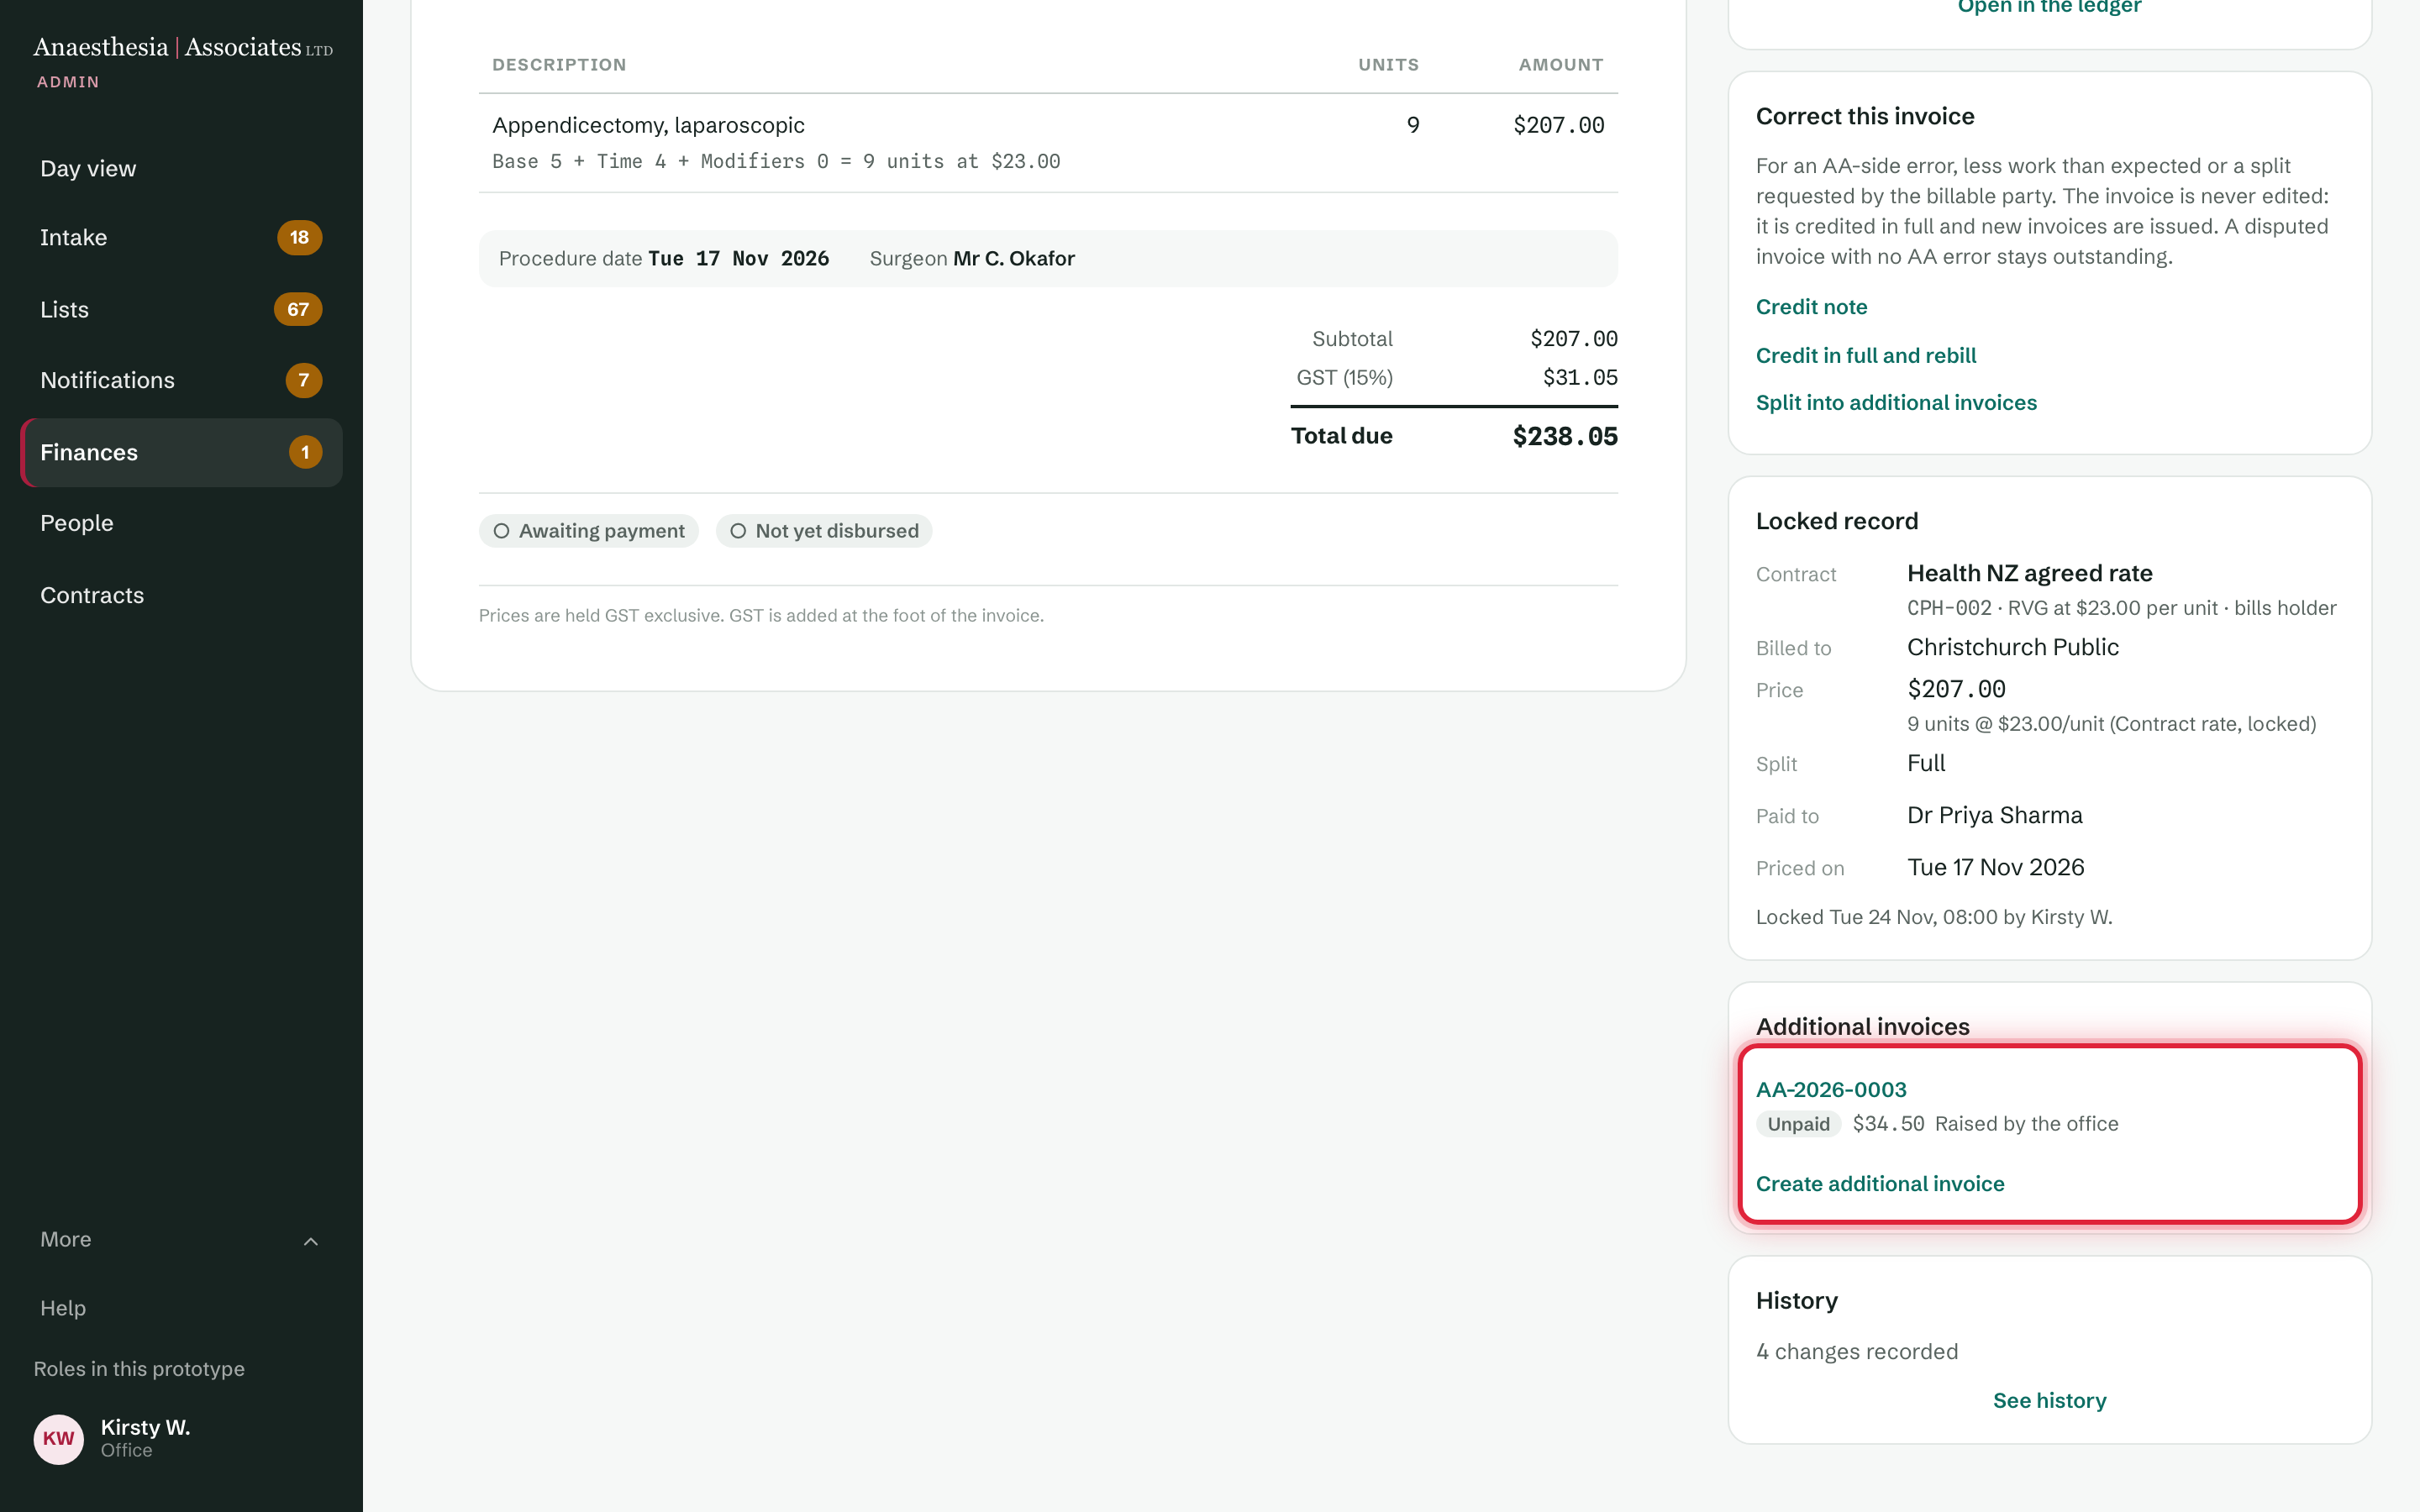 Anaesthesia | Associates LTD
ADMIN
Day view
Intake 18
Lists 67
Notifications 7
Finances 1
People
Contracts
More
Help
Roles in this prototype
KW
Kirsty W.
Office
DESCRIPTION UNITS AMOUNT
Appendicectomy, laparoscopic 9 $207.00
Base 5 + Time 4 + Modifiers 0 = 9 units at $23.00
Procedure date Tue 17 Nov 2026 Surgeon Mr C. Okafor
Subtotal $207.00
GST (15%) $31.05
Total due $238.05
Awaiting payment Not yet disbursed
Prices are held GST exclusive. GST is added at the foot of the invoice.
Open in the ledger
Correct this invoice
For an AA-side error, less work than expected or a split
requested by the billable party. The invoice is never edited:
it is credited in full and new invoices are issued. A disputed
invoice with no AA error stays outstanding.
Credit note
Credit in full and rebill
Split into additional invoices
Locked record
Contract Health NZ agreed rate
CPH-002 · RVG at $23.00 per unit · bills holder
Billed to Christchurch Public
Price $207.00
9 units @ $23.00/unit (Contract rate, locked)
Split Full
Paid to Dr Priya Sharma
Priced on Tue 17 Nov 2026
Locked Tue 24 Nov, 08:00 by Kirsty W.
Additional invoices
AA-2026-0003
Unpaid $34.50 Raised by the office
Create additional invoice
History
4 changes recorded
See history